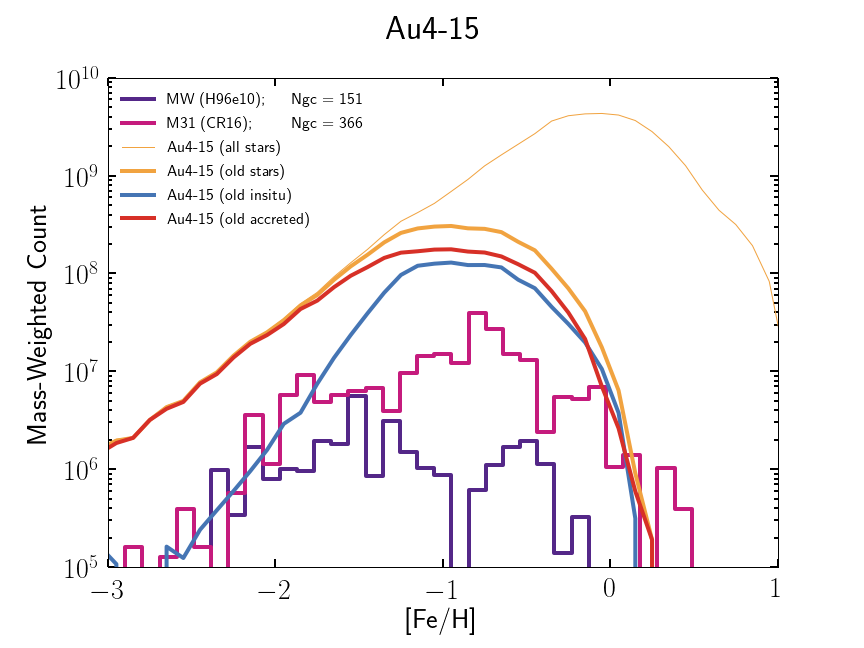 Au4-15
10^10
MW (H96e10); Ngc = 151
M31 (CR16); Ngc = 366
Au4-15 (all stars)
Au4-15 (old stars)
Au4-15 (old insitu)
Au4-15 (old accreted)
10^9
10^8
10^7
10^6
10^5
Mass-Weighted Count
−3 −2 −1 0 1
[Fe/H]